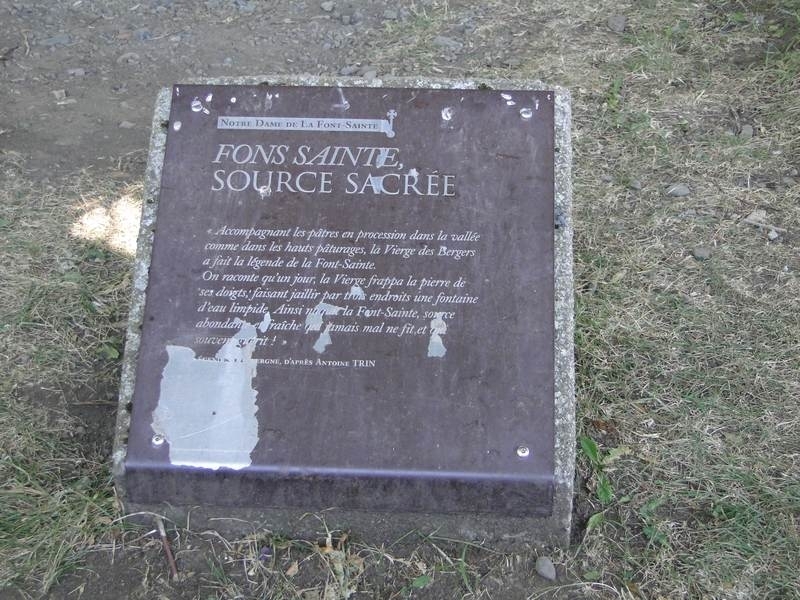 Notre Dame de La Font-Sainte
FONS SAINTE,
SOURCE SACRÉE
« Accompagnant les pâtres en procession dans la vallée
comme dans les hauts pâturages, la Vierge des Bergers
a fait la légende de la Font-Sainte.
On raconte qu'un jour, la Vierge frappa la pierre de
ses doigts, faisant jaillir par trois endroits une fontaine
d'eau limpide. Ainsi la Font-Sainte, source
abondante et fraîche qui jamais mal ne fit et qui
souvent guérit ! »
d'après Antoine TRIN